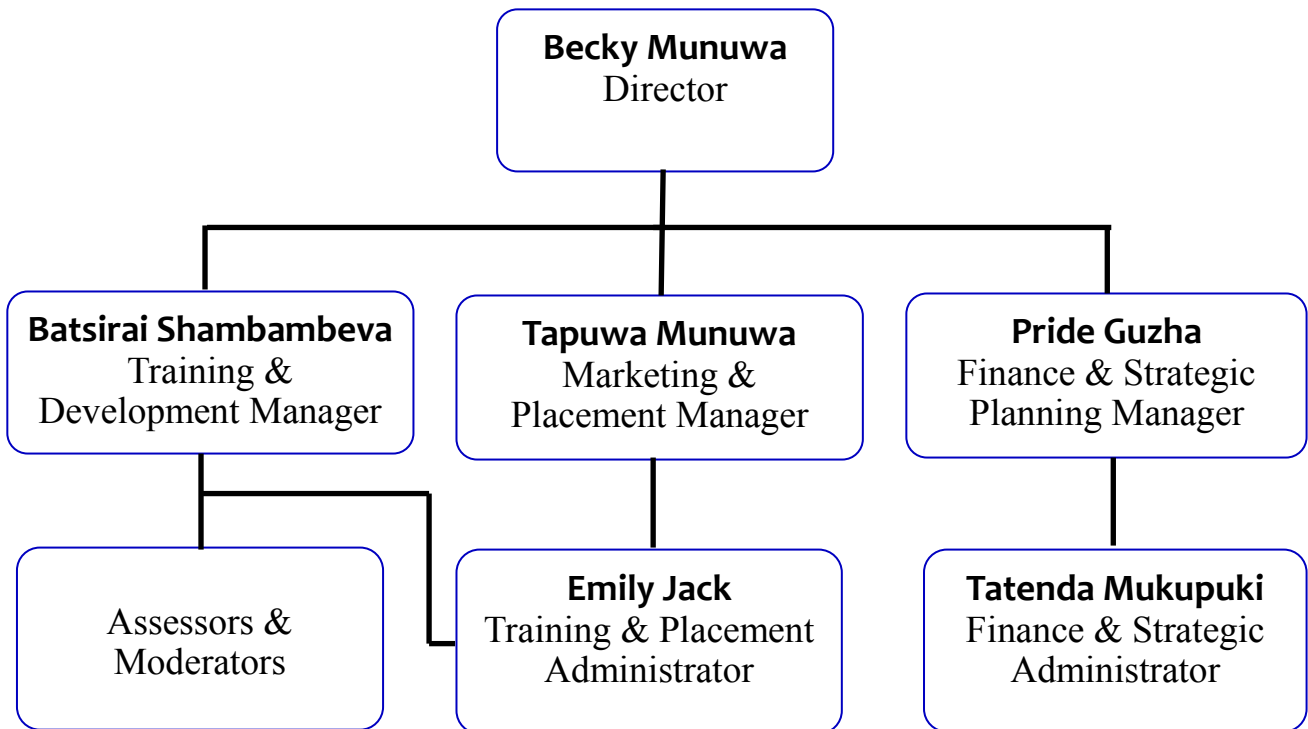 Becky Munuwa
Director
Batsirai Shambambeva
Training &
Development Manager
Tapuwa Munuwa
Marketing &
Placement Manager
Pride Guzha
Finance & Strategic
Planning Manager
Assessors &
Moderators
Emily Jack
Training & Placement
Administrator
Tatenda Mukupuki
Finance & Strategic
Administrator